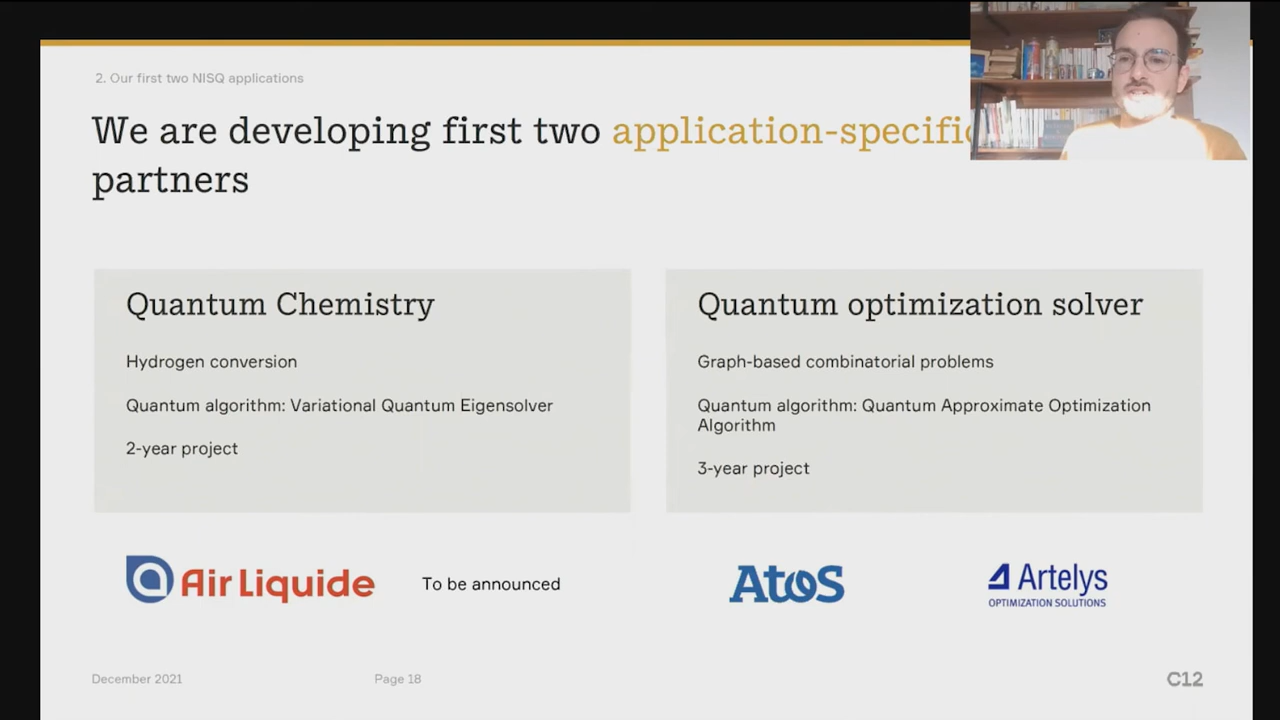 2. Our first two NISQ applications
We are developing first two application-specific
partners
Quantum Chemistry
Hydrogen conversion
Quantum algorithm: Variational Quantum Eigensolver
2-year project
Quantum optimization solver
Graph-based combinatorial problems
Quantum algorithm: Quantum Approximate Optimization
Algorithm
3-year project
Air Liquide
To be announced
Atos
Artelys
OPTIMIZATION SOLUTIONS
December 2021
Page 18
C12